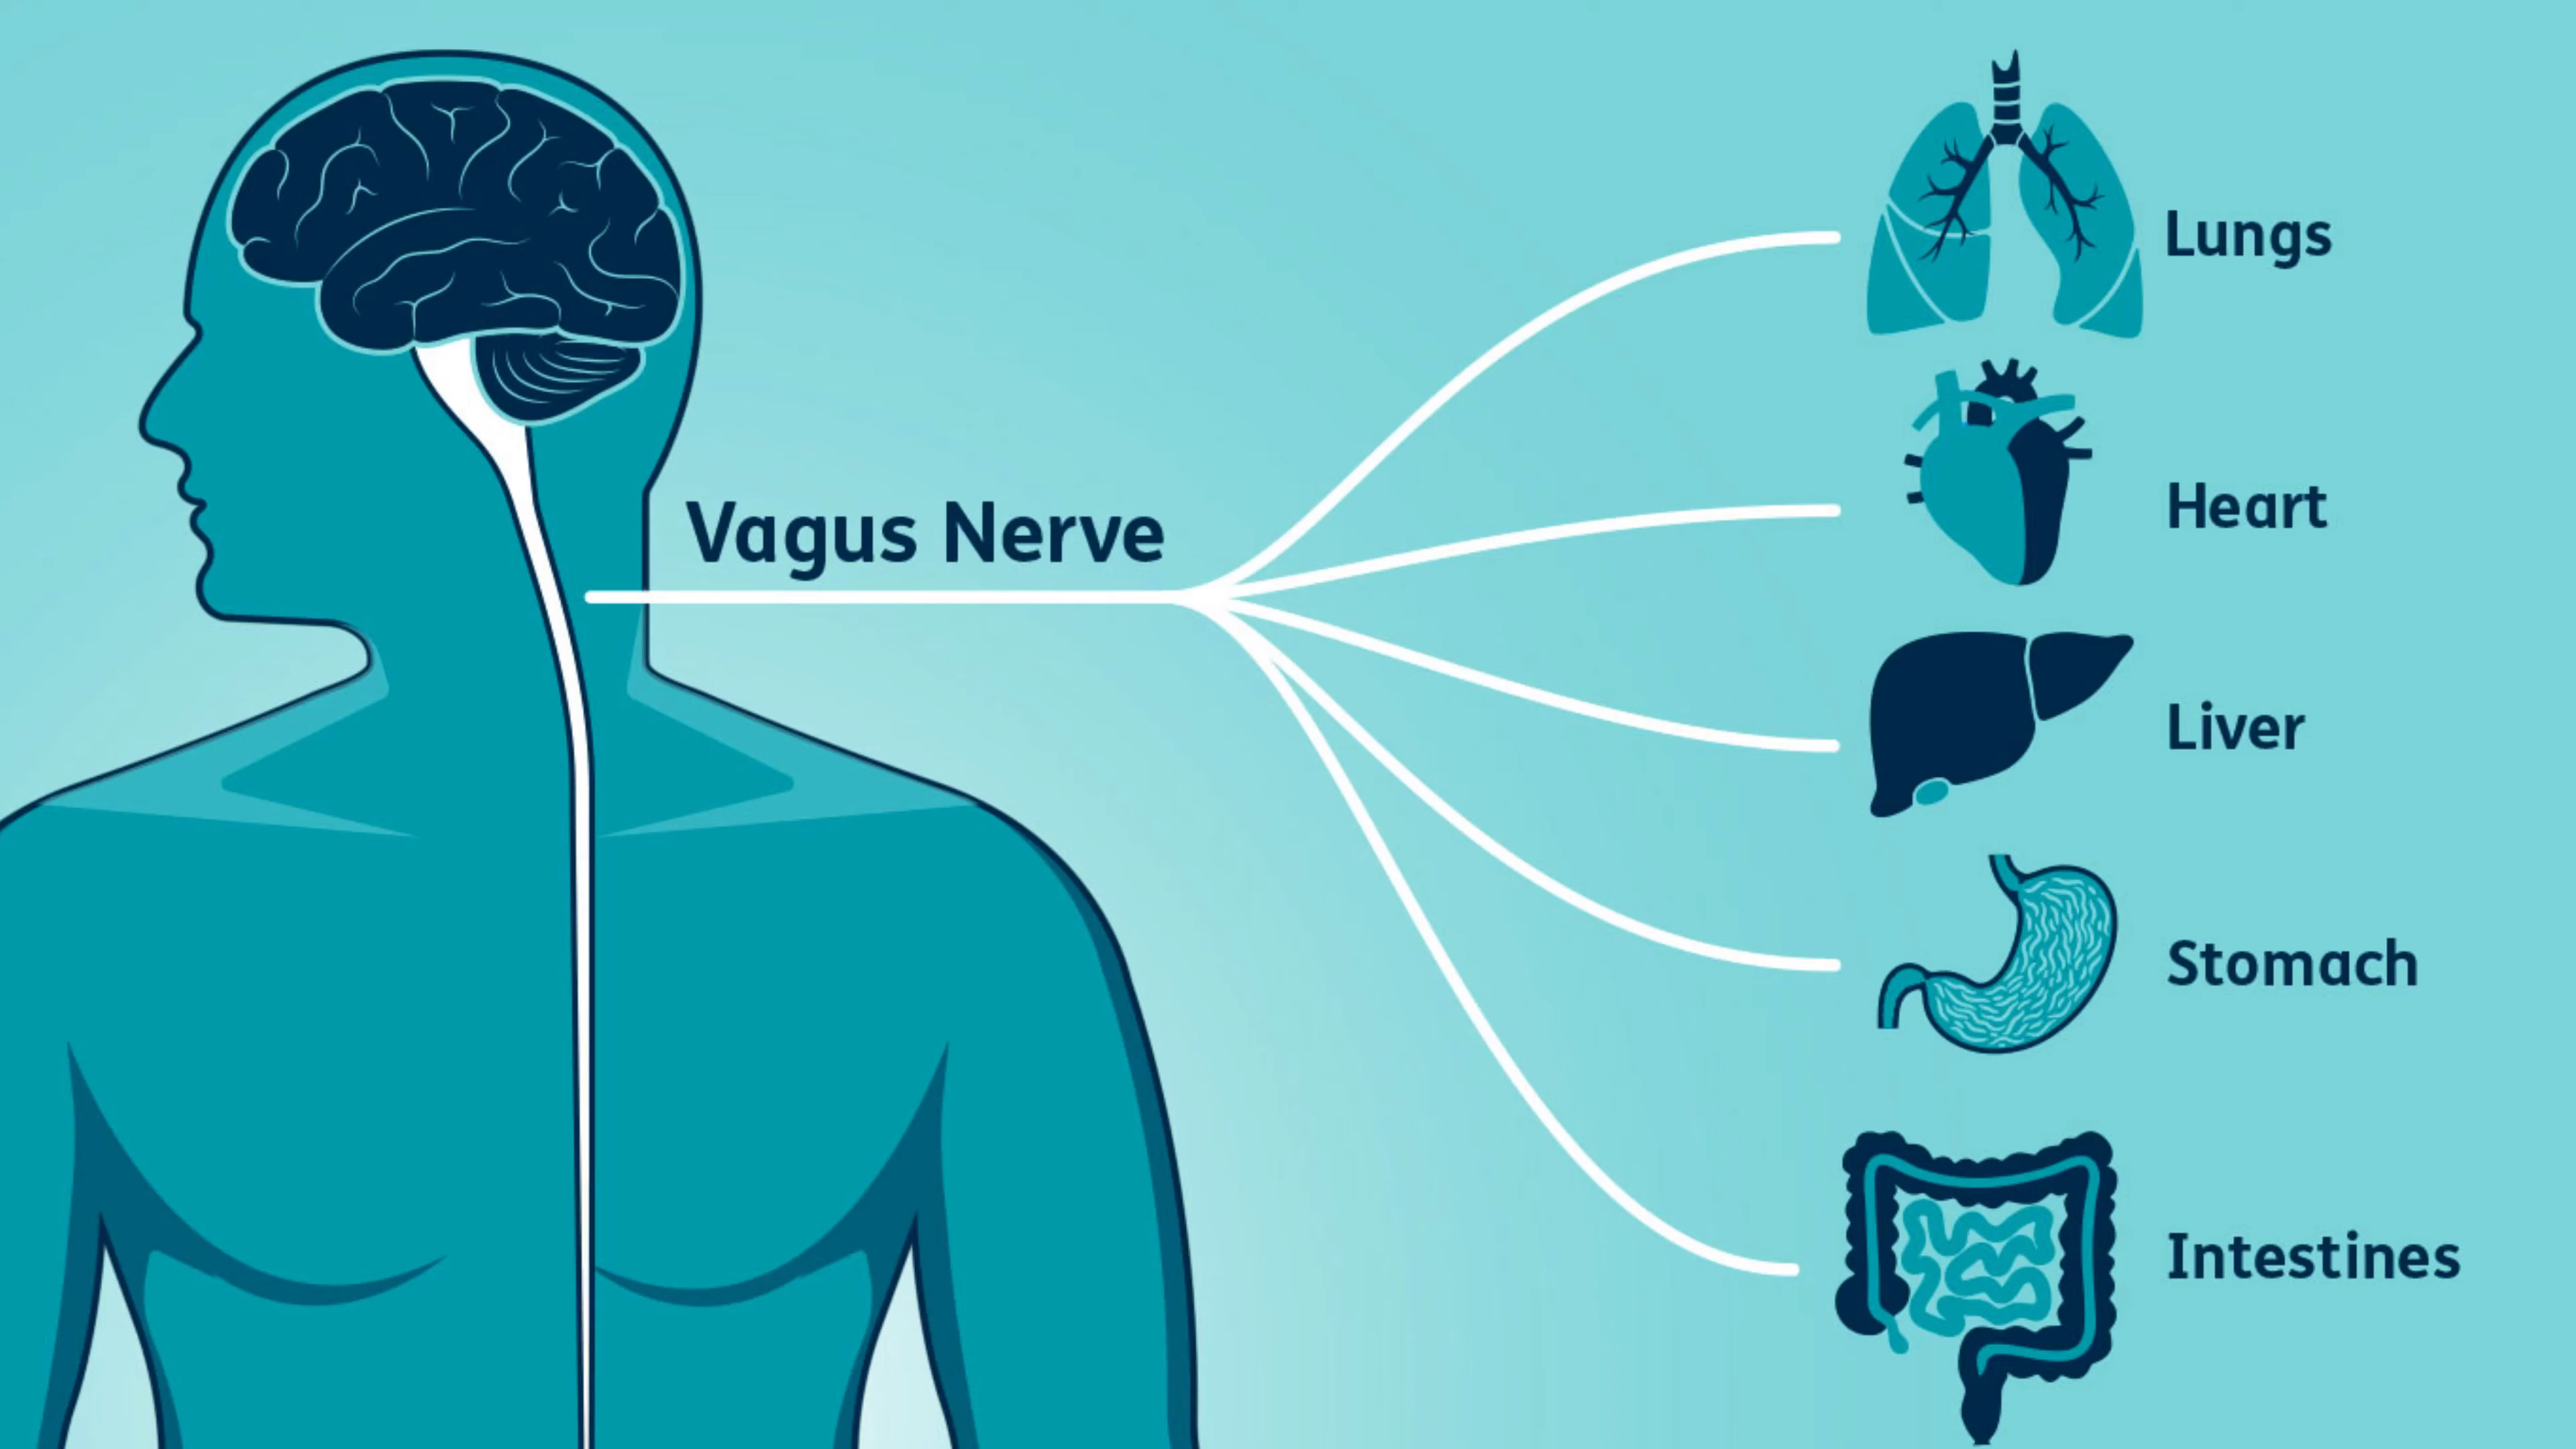 Vagus Nerve
Lungs
Heart
Liver
Stomach
Intestines